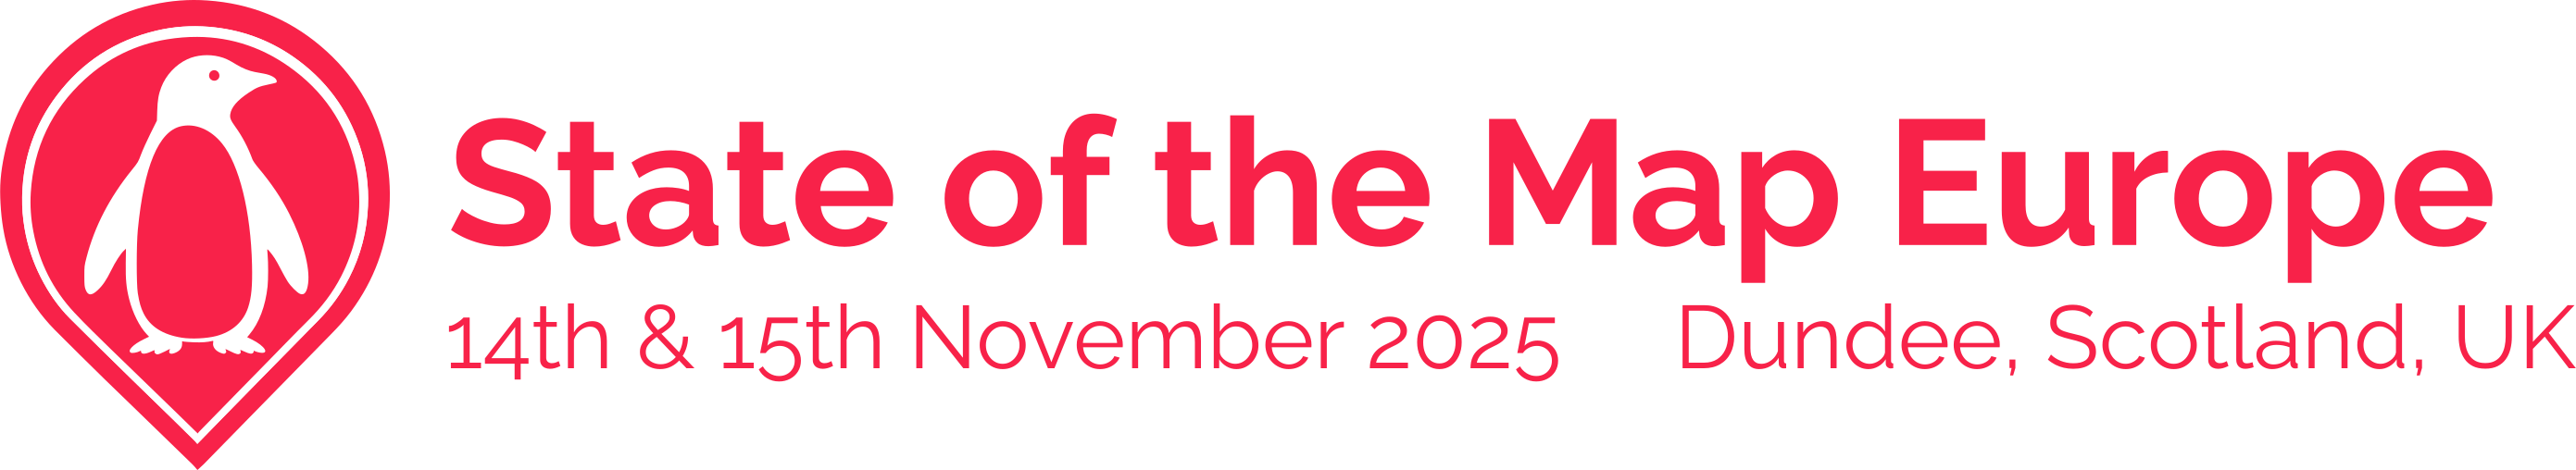 State of the Map Europe
14th & 15th November 2025 Dundee, Scotland, UK